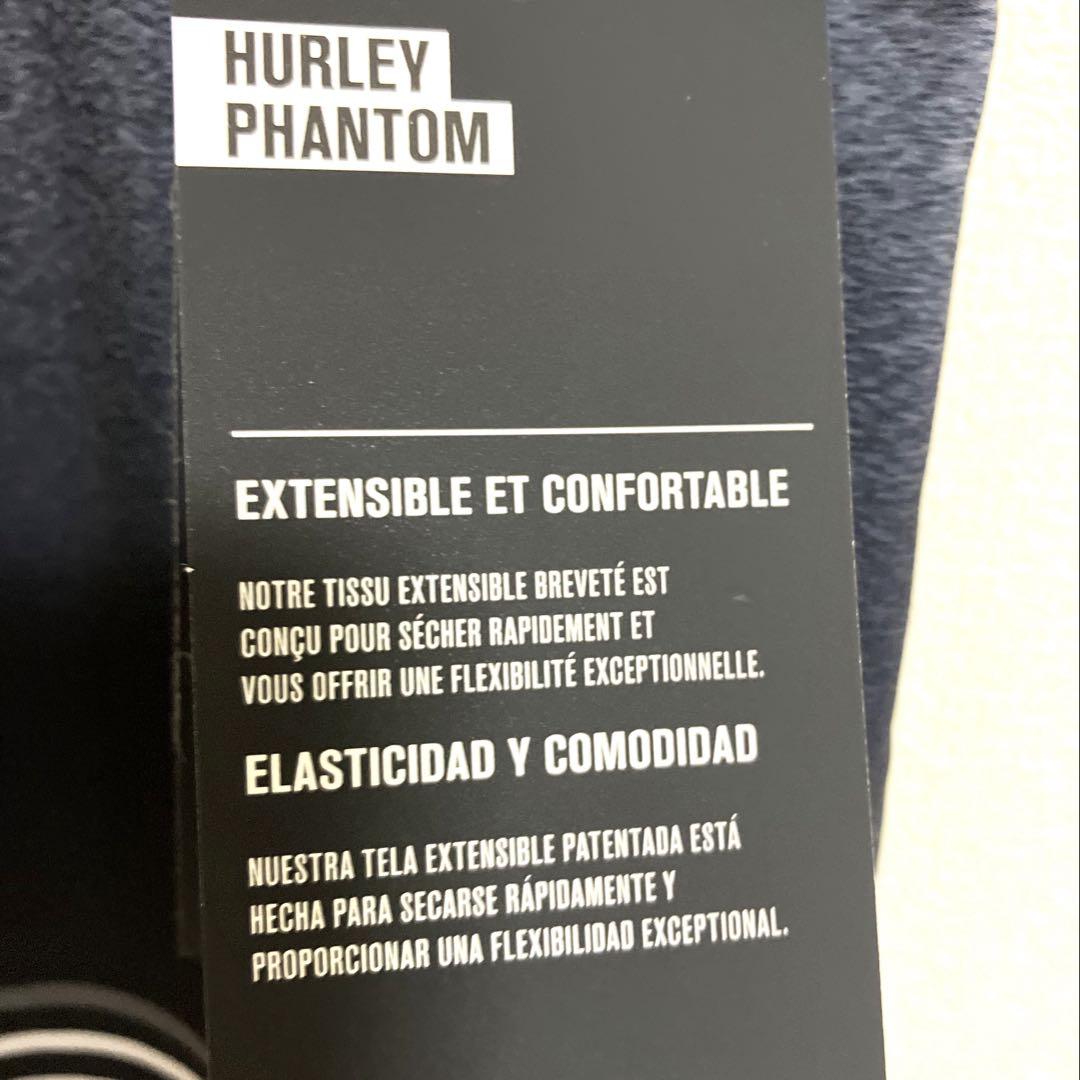 HURLEY
PHANTOM
EXTENSIBLE ET CONFORTABLE
NOTRE TISSU EXTENSIBLE BREVETÉ EST
CONÇU POUR SÉCHER RAPIDEMENT ET
VOUS OFFRIR UNE FLEXIBILITÉ EXCEPTIONNELLE.
ELASTICIDAD Y COMODIDAD
NUESTRA TELA EXTENSIBLE PATENTADA ESTÁ
HECHA PARA SECARSE RÁPIDAMENTE Y
PROPORCIONAR UNA FLEXIBILIDAD EXCEPTIONAL.